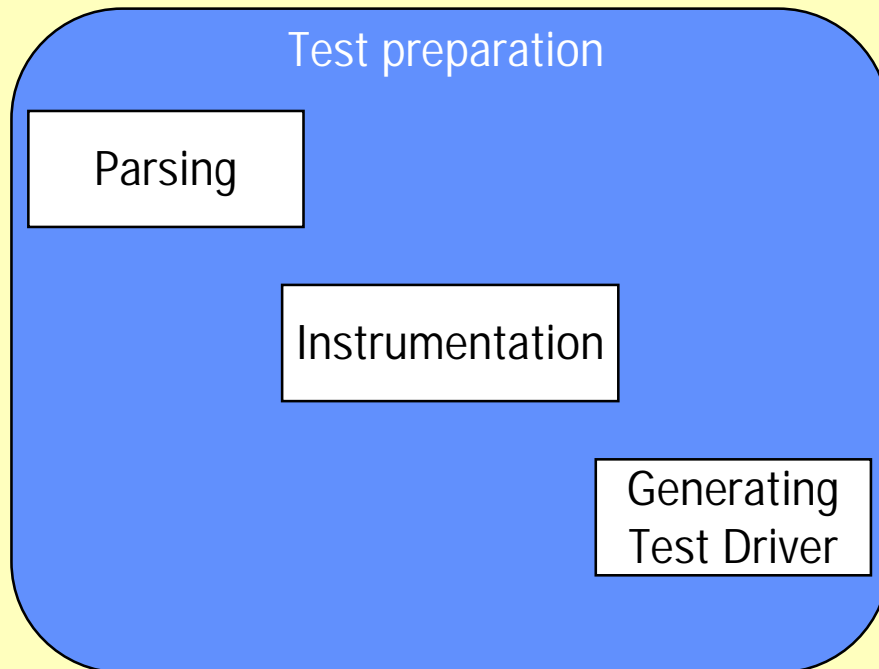 Test preparation
Parsing
Instrumentation
Generating
Test Driver